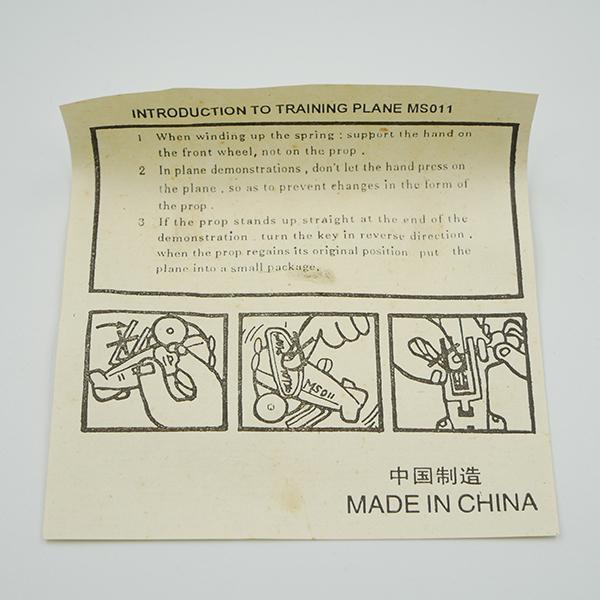 INTRODUCTION TO TRAINING PLANE MS011
1 When winding up the spring : support the hand on
the front wheel, not on the prop .
2 In plane demonstrations , don't let the hand press on
the plane , so as to prevent changes in the form of
the prop .
3 If the prop stands up straight at the end of the
demonstration . turn the key in reverse direction .
when the prop regains its original position put the
plane into a small package.
MS011
中国制造
MADE IN CHINA